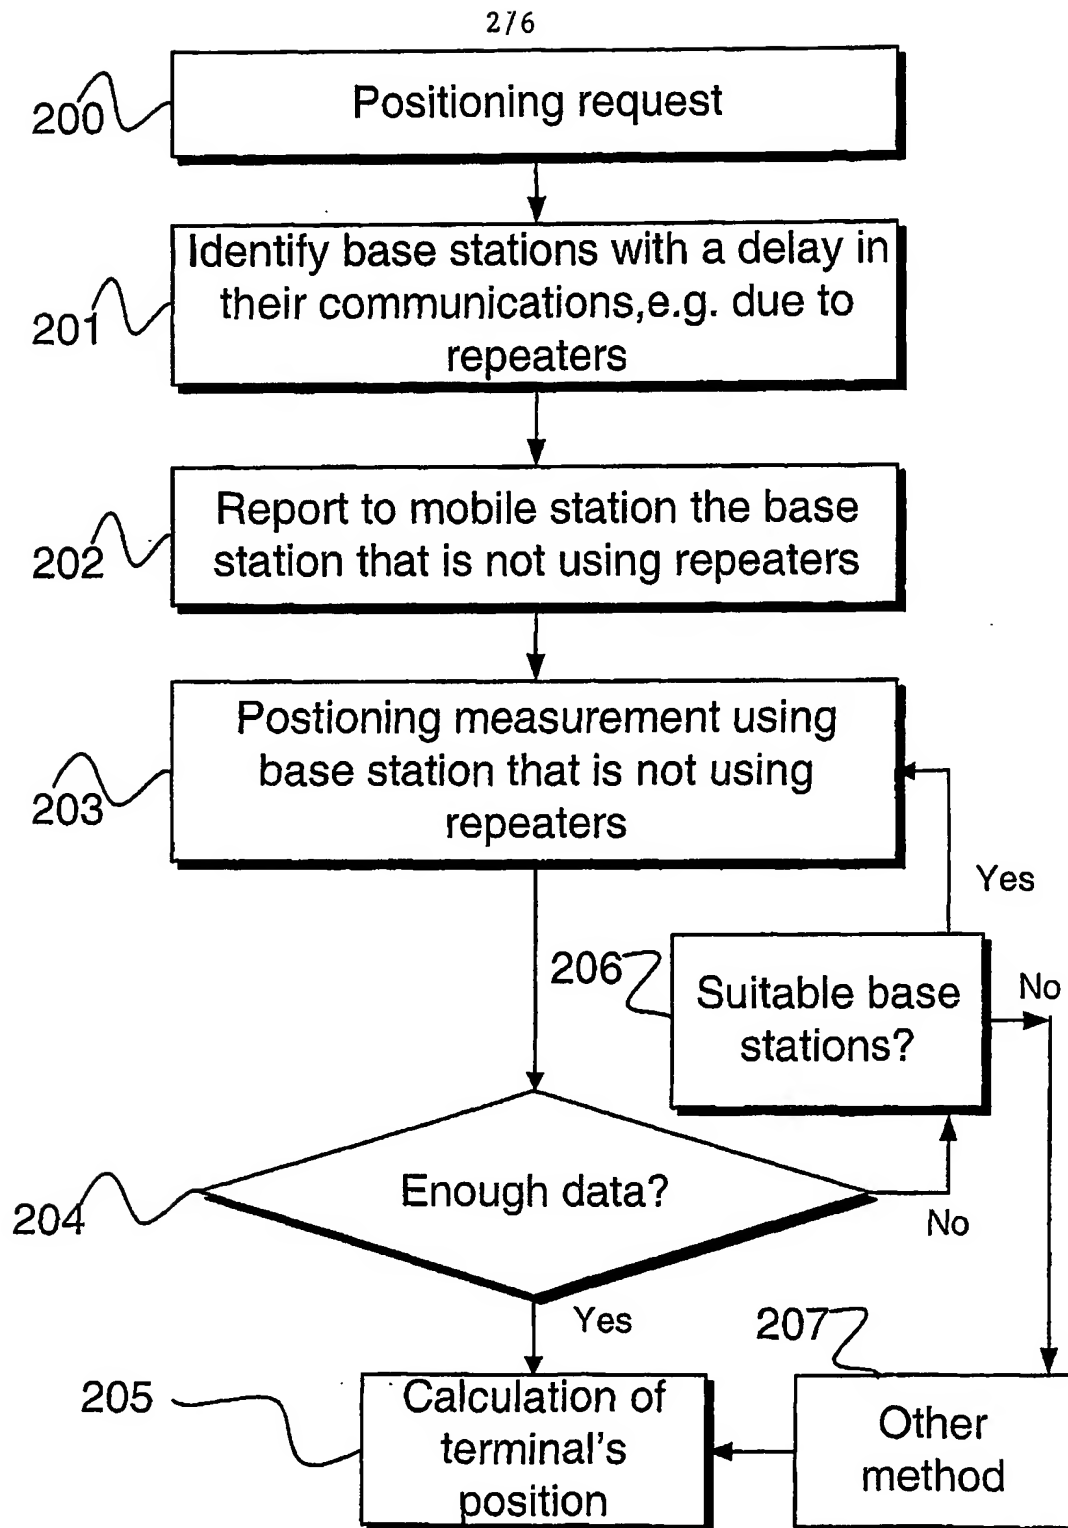 2/6
Positioning request
200
Identify base stations with a delay in
their communications,e.g. due to
repeaters
201
Report to mobile station the base
station that is not using repeaters
202
Postioning measurement using
base station that is not using
repeaters
203
Yes
206
Suitable base
stations?
No
Enough data?
204
No
Yes
207
205
Calculation of
terminal's
position
Other
method